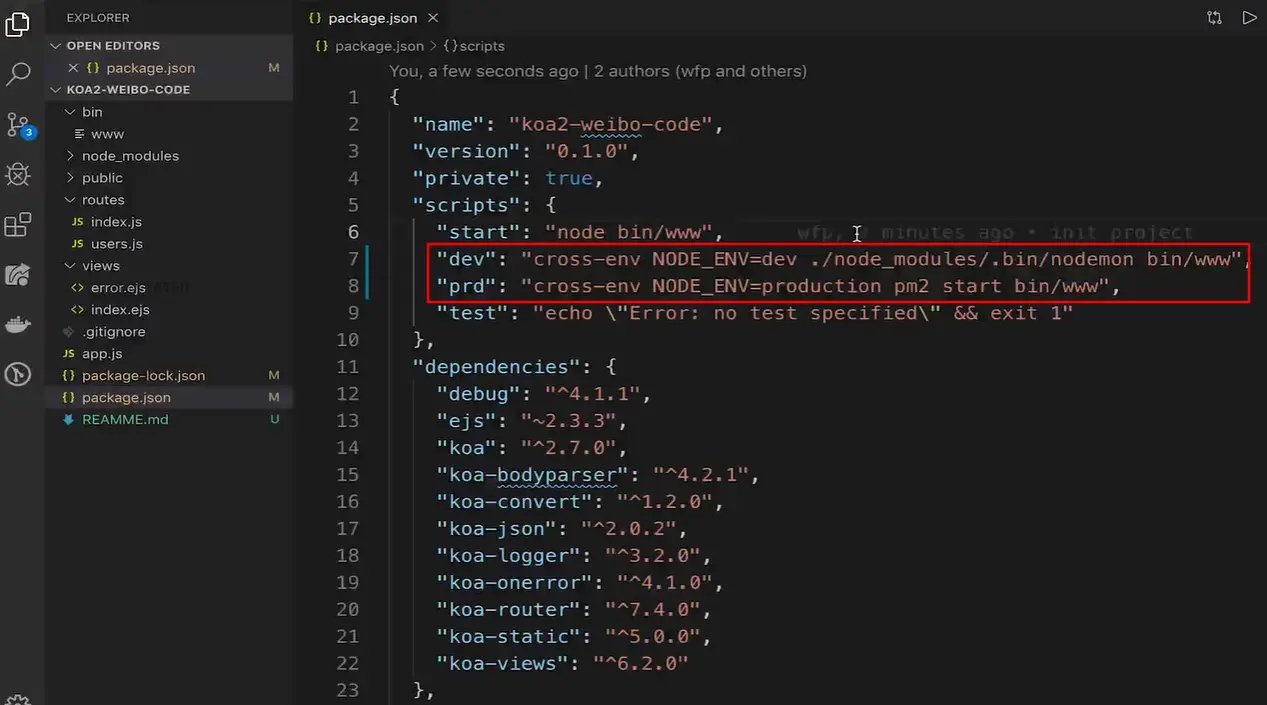 EXPLORER
OPEN EDITORS
{} package.json M
KOA2-WEIBO-CODE
bin
www
node_modules
public
routes
JS index.js
JS users.js
views
<> error.ejs
<> index.ejs
.gitignore
JS app.js
{} package-lock.json M
{} package.json M
REAMME.md U
3
{} package.json ×
{} package.json > {} scripts
You, a few seconds ago | 2 authors (wfp and others)
1 {
2 "name": "koa2-weibo-code",
3 "version": "0.1.0",
4 "private": true,
5 "scripts": {
6 "start": "node bin/www", wfp, minutes ago • init project
7 "dev": "cross-env NODE_ENV=dev ./node_modules/.bin/nodemon bin/www",
8 "prd": "cross-env NODE_ENV=production pm2 start bin/www",
9 "test": "echo \"Error: no test specified\" && exit 1"
10 },
11 "dependencies": {
12 "debug": "^4.1.1",
13 "ejs": "~2.3.3",
14 "koa": "^2.7.0",
15 "koa-bodyparser": "^4.2.1",
16 "koa-convert": "^1.2.0",
17 "koa-json": "^2.0.2",
18 "koa-logger": "^3.2.0",
19 "koa-onerror": "^4.1.0",
20 "koa-router": "^7.4.0",
21 "koa-static": "^5.0.0",
22 "koa-views": "^6.2.0"
23 },